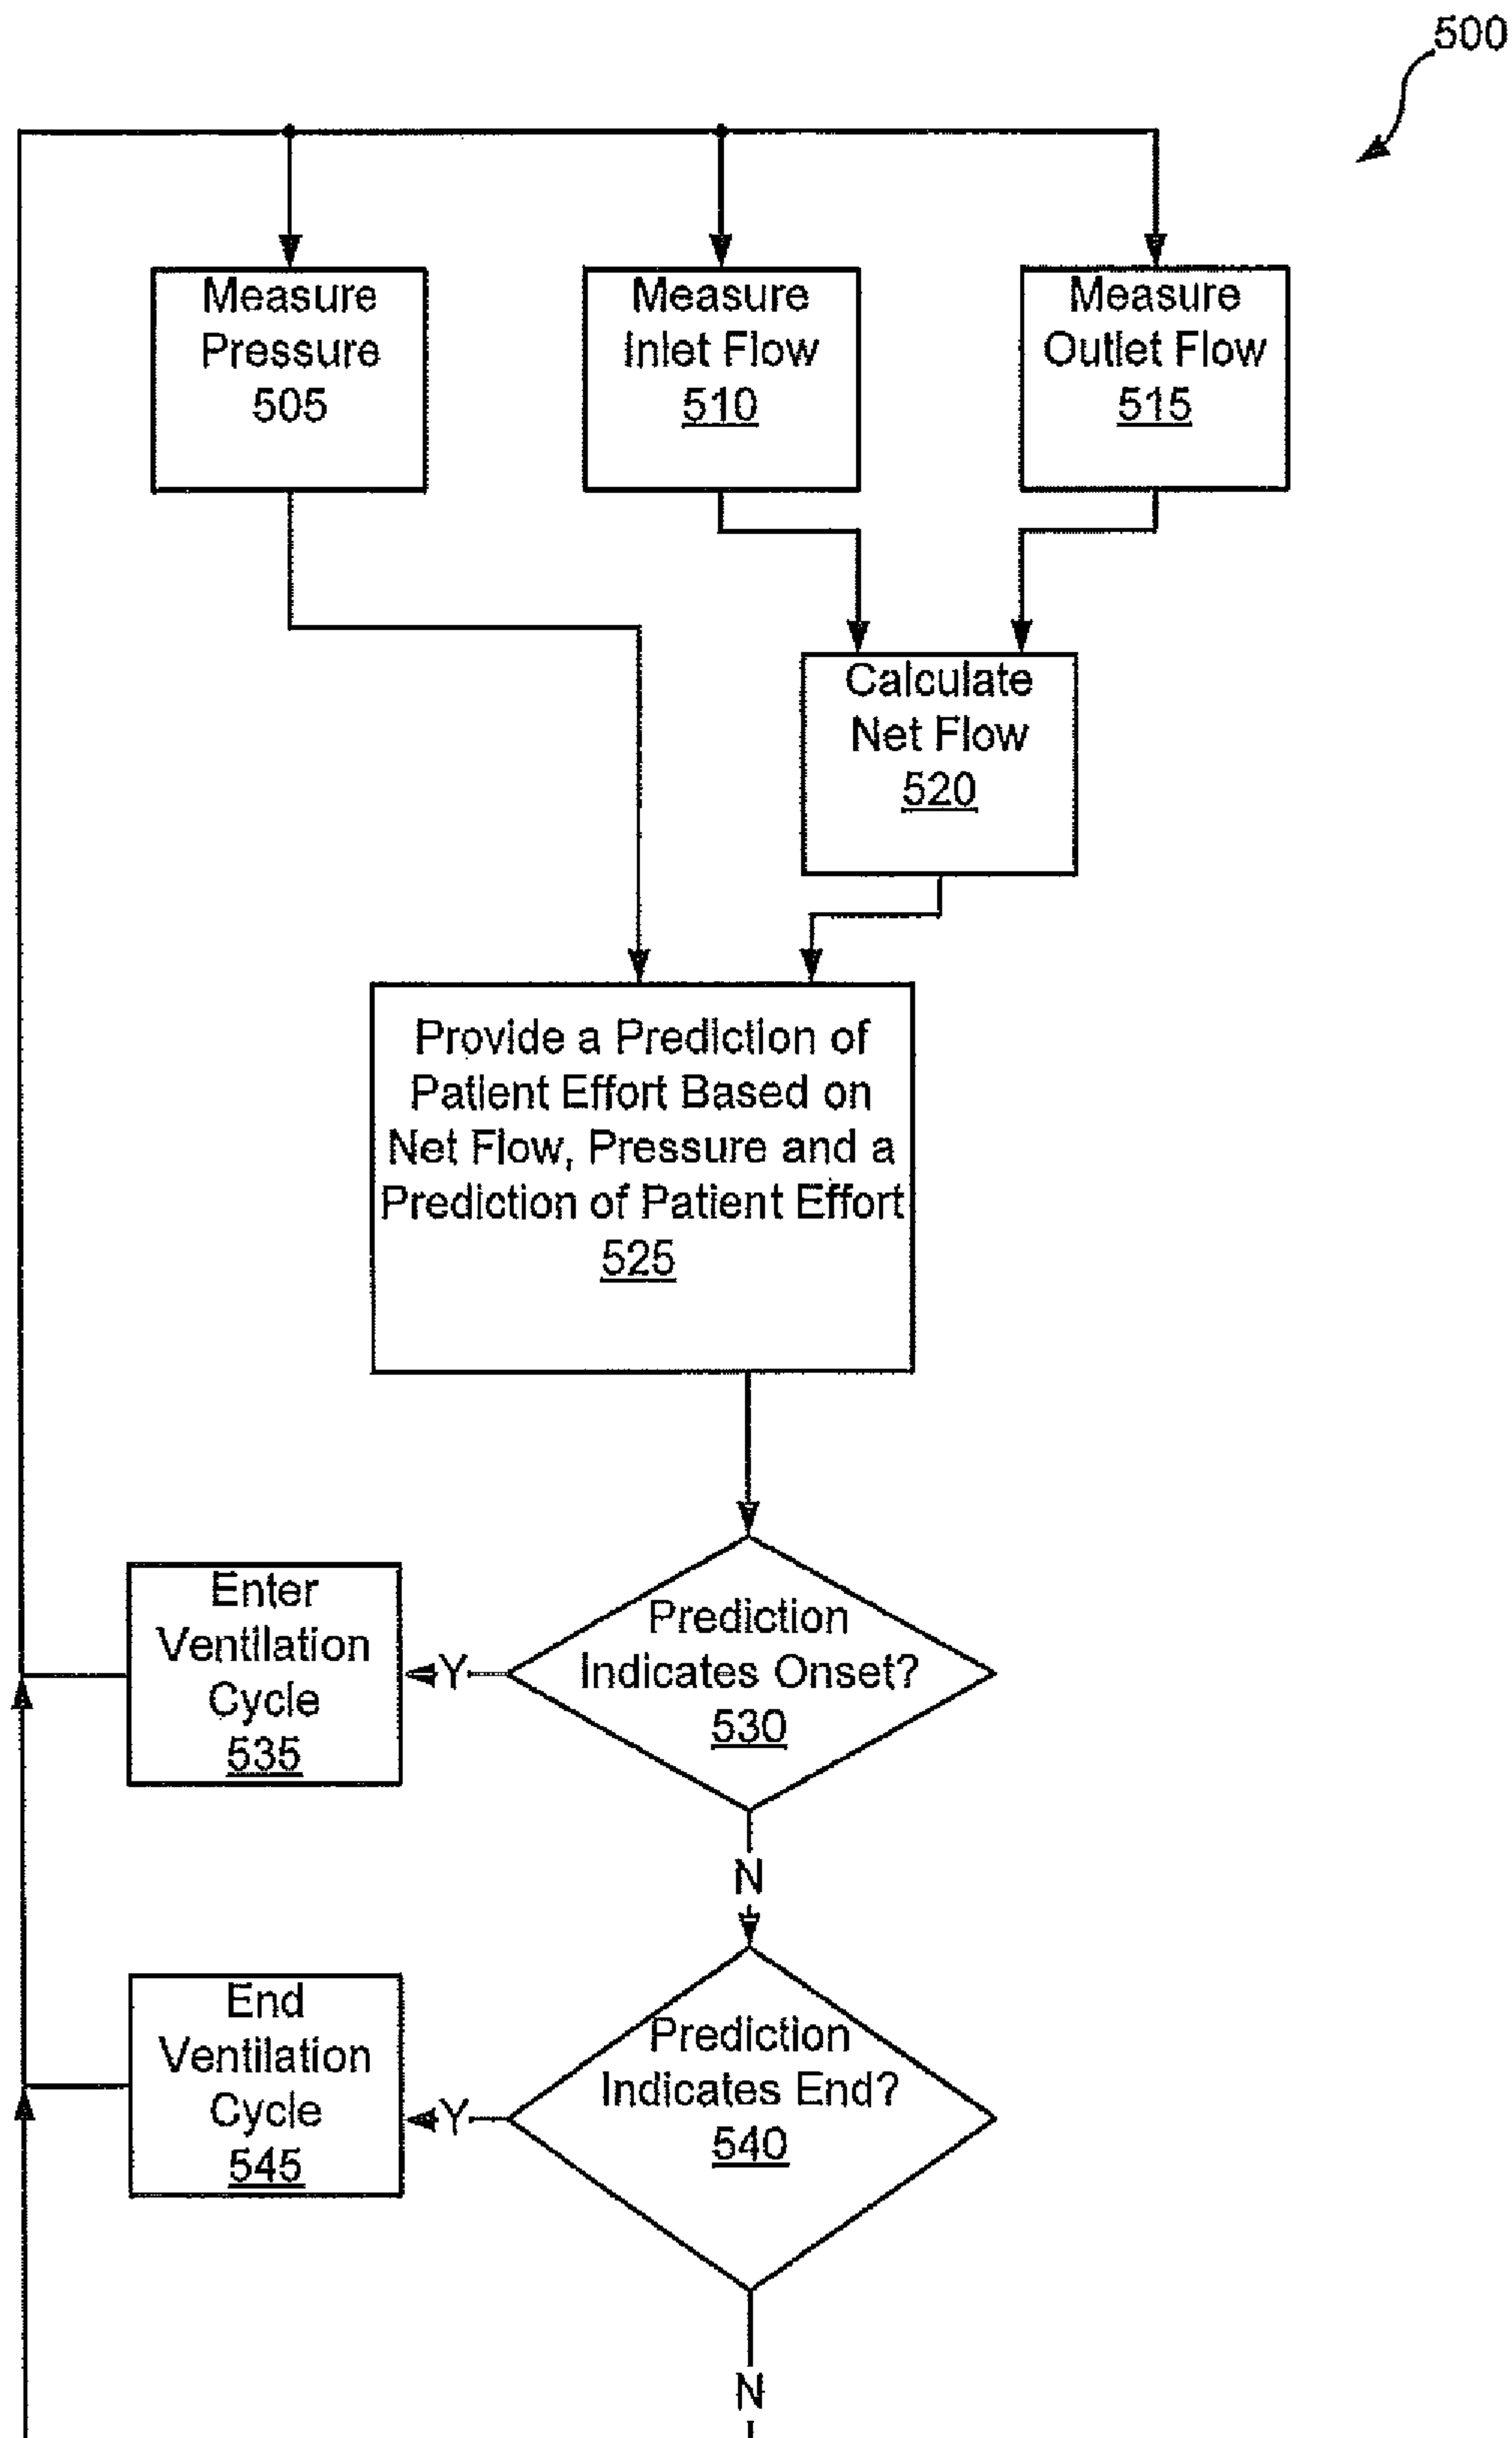 500
Measure
Pressure
505
Measure
Inlet Flow
510
Measure
Outlet Flow
515
Calculate
Net Flow
520
Provide a Prediction of
Patient Effort Based on
Net Flow, Pressure and a
Prediction of Patient Effort
525
Prediction
Indicates Onset?
530
Y
Enter
Ventilation
Cycle
535
N
Prediction
Indicates End?
540
Y
End
Ventilation
Cycle
545
N